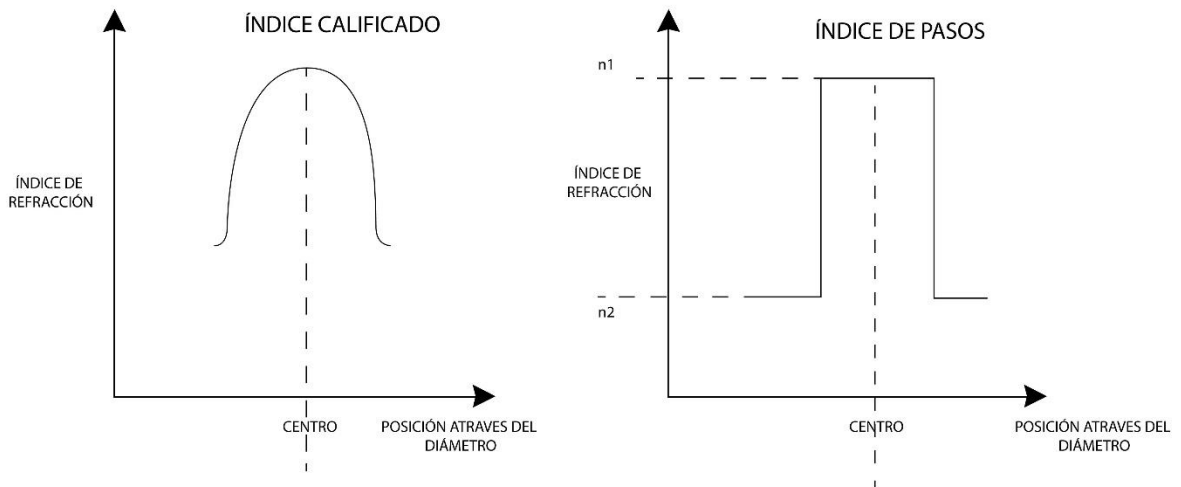 ÍNDICE CALIFICADO
ÍNDICE DE
REFRACCIÓN
CENTRO
POSICIÓN ATRAVES DEL
DIÁMETRO
ÍNDICE DE PASOS
n1
ÍNDICE DE
REFRACCIÓN
n2
CENTRO
POSICIÓN ATRAVES DEL
DIÁMETRO